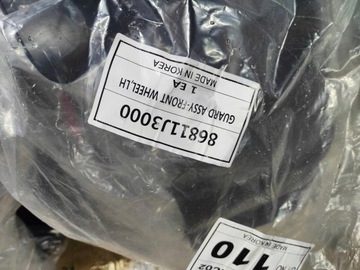 86811J3000
GUARD ASSY-FRONT WHEEL,LH
1 EA
MADE IN KOREA
MADE IN KOREA
110